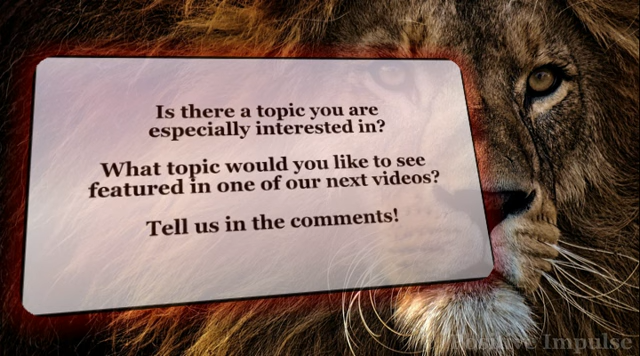 Is there a topic you are
especially interested in?
What topic would you like to see
featured in one of our next videos?
Tell us in the comments!
Positive Impulse